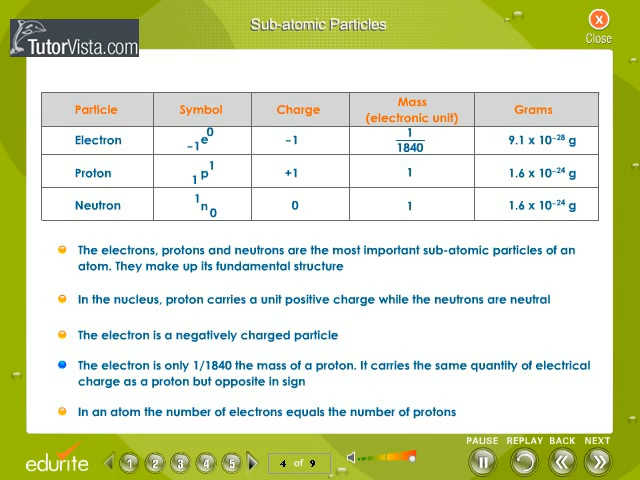 Sub-atomic Particles
X
Close
TutorVista.com
Particle Symbol Charge Mass (electronic unit) Grams
Electron ₋₁e⁰ −1 1/1840 9.1 x 10⁻²⁸ g
Proton ₁p¹ +1 1 1.6 x 10⁻²⁴ g
Neutron ¹n₀ 0 1 1.6 x 10⁻²⁴ g
The electrons, protons and neutrons are the most important sub-atomic particles of an
atom. They make up its fundamental structure
In the nucleus, proton carries a unit positive charge while the neutrons are neutral
The electron is a negatively charged particle
The electron is only 1/1840 the mass of a proton. It carries the same quantity of electrical
charge as a proton but opposite in sign
In an atom the number of electrons equals the number of protons
PAUSE REPLAY BACK NEXT
edurite 1 2 3 4 5 4 of 9